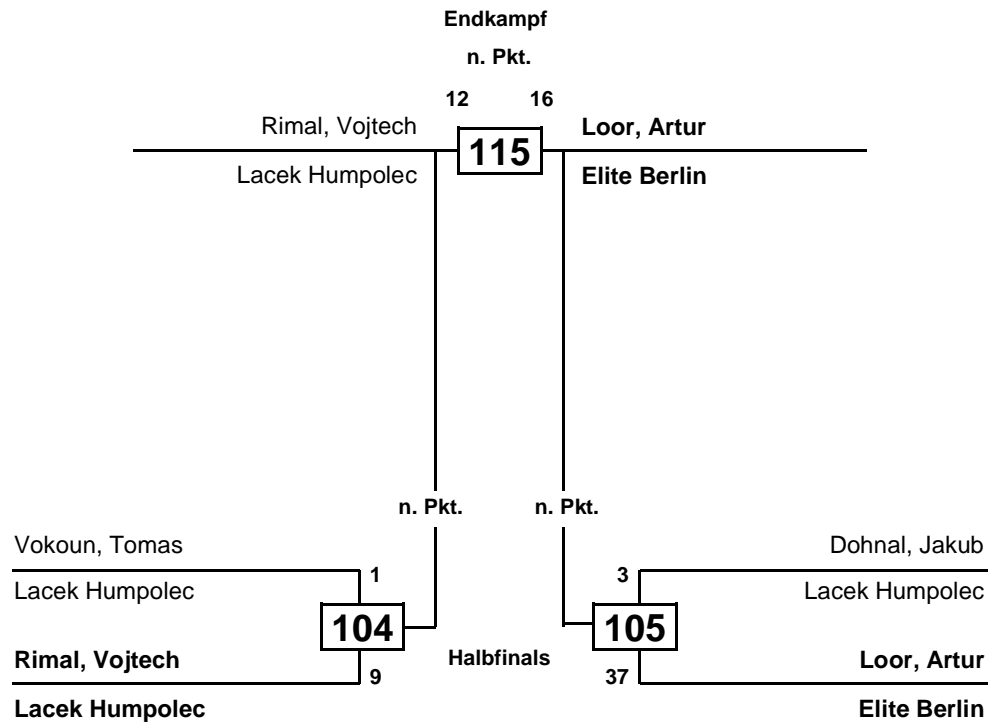 Endkampf
n. Pkt.
12 16
Rimal, Vojtech 115 Loor, Artur
Lacek Humpolec Elite Berlin
n. Pkt. n. Pkt.
Vokoun, Tomas Dohnal, Jakub
1 3
Lacek Humpolec Lacek Humpolec
104 105
Rimal, Vojtech Halbfinals Loor, Artur
9 37
Lacek Humpolec Elite Berlin